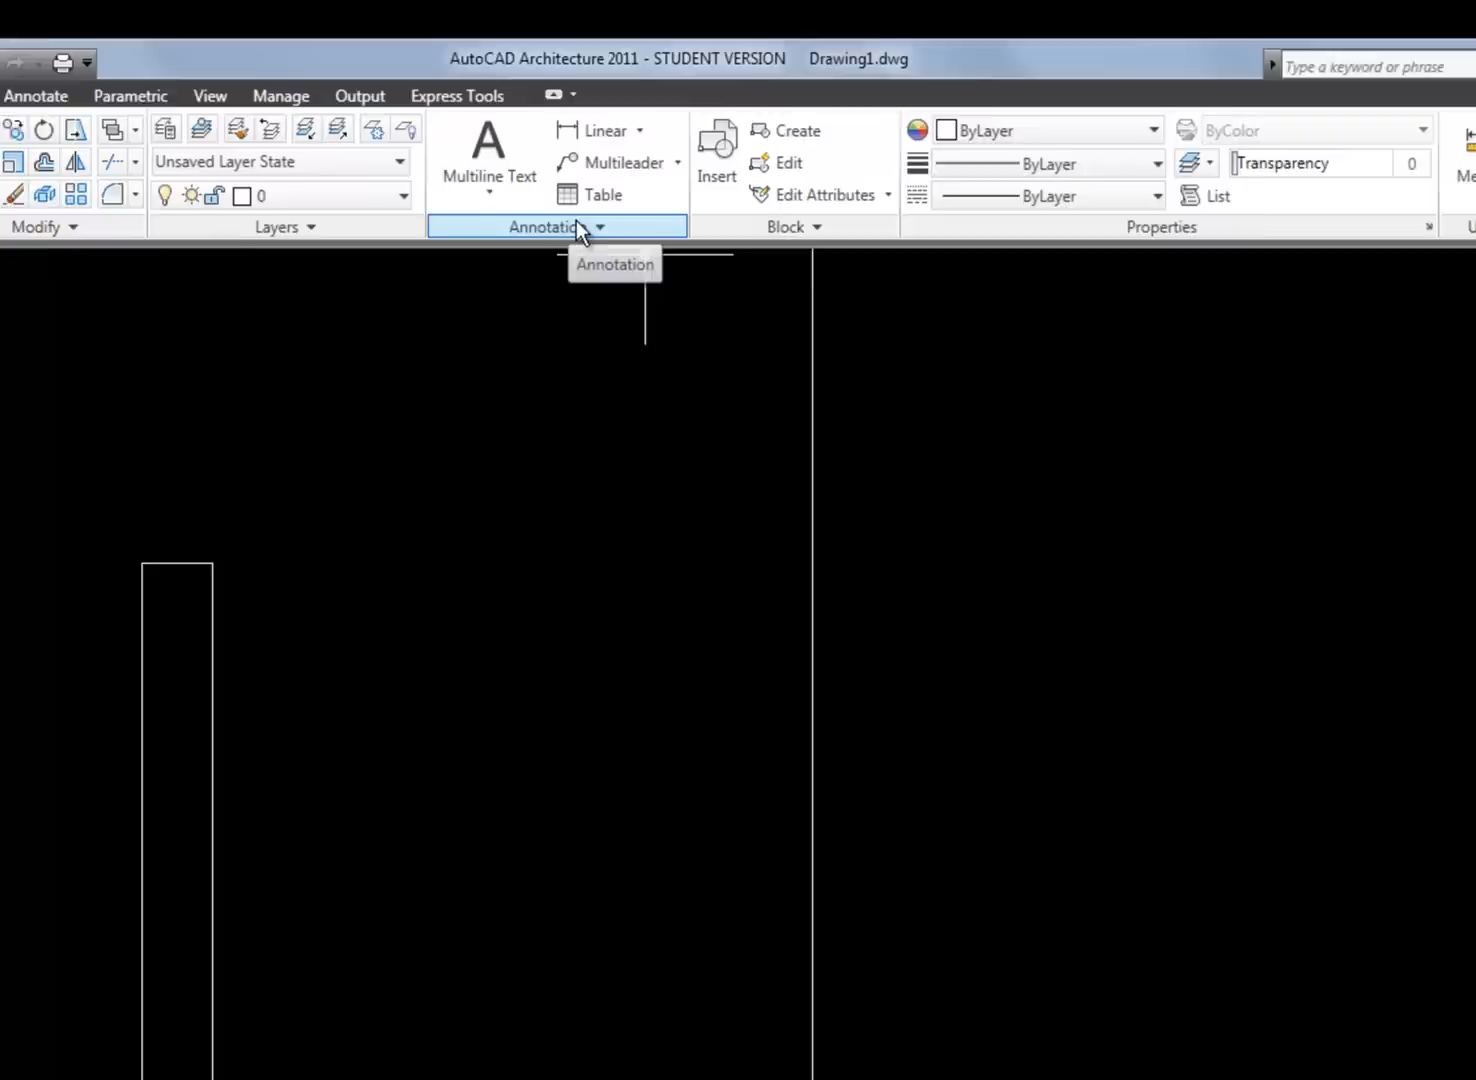 AutoCAD Architecture 2011 - STUDENT VERSION Drawing1.dwg
Type a keyword or phrase
Annotate Parametric View Manage Output Express Tools
Linear Create ByLayer ByColor
Unsaved Layer State Multiline Text Multileader Insert Edit ByLayer Transparency 0
0 Table Edit Attributes ByLayer List
Modify Layers Annotation Block Properties
Annotation